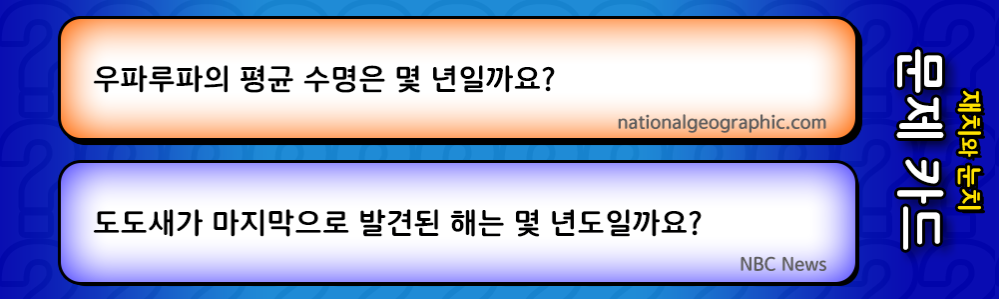 우파루파의 평균 수명은 몇 년일까요?
nationalgeographic.com
도도새가 마지막으로 발견된 해는 몇 년도일까요?
NBC News
재치와 눈치
문제 카드